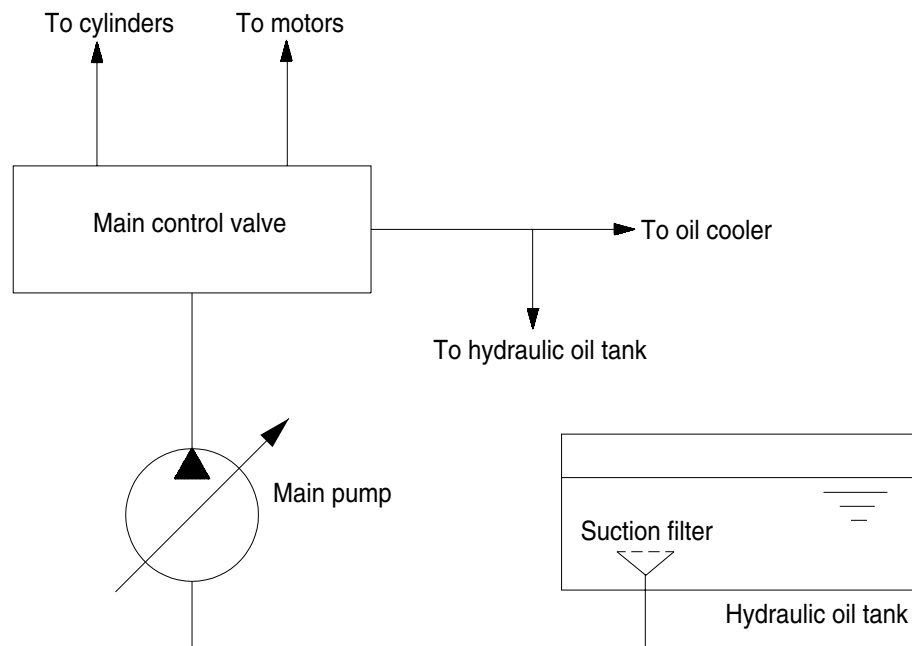 To cylinders
To motors
Main control valve
To oil cooler
To hydraulic oil tank
Main pump
Suction filter
Hydraulic oil tank